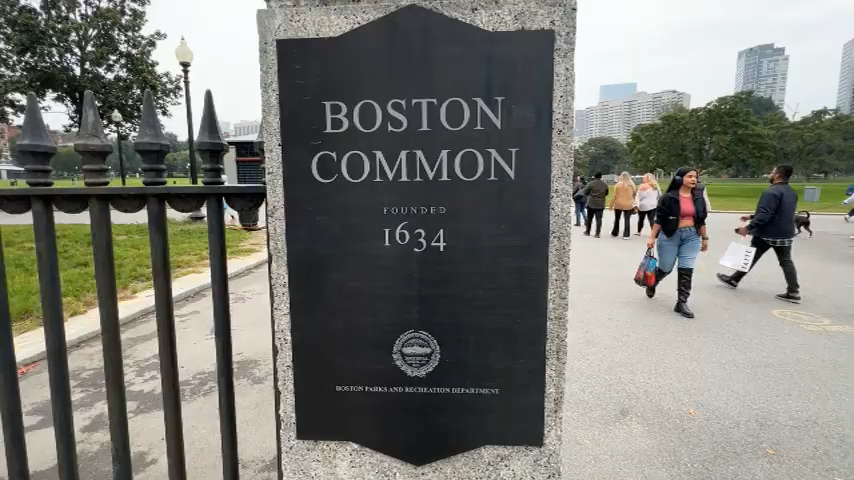 BOSTON
COMMON
FOUNDED
1634
BOSTON PARKS AND RECREATION DEPARTMENT